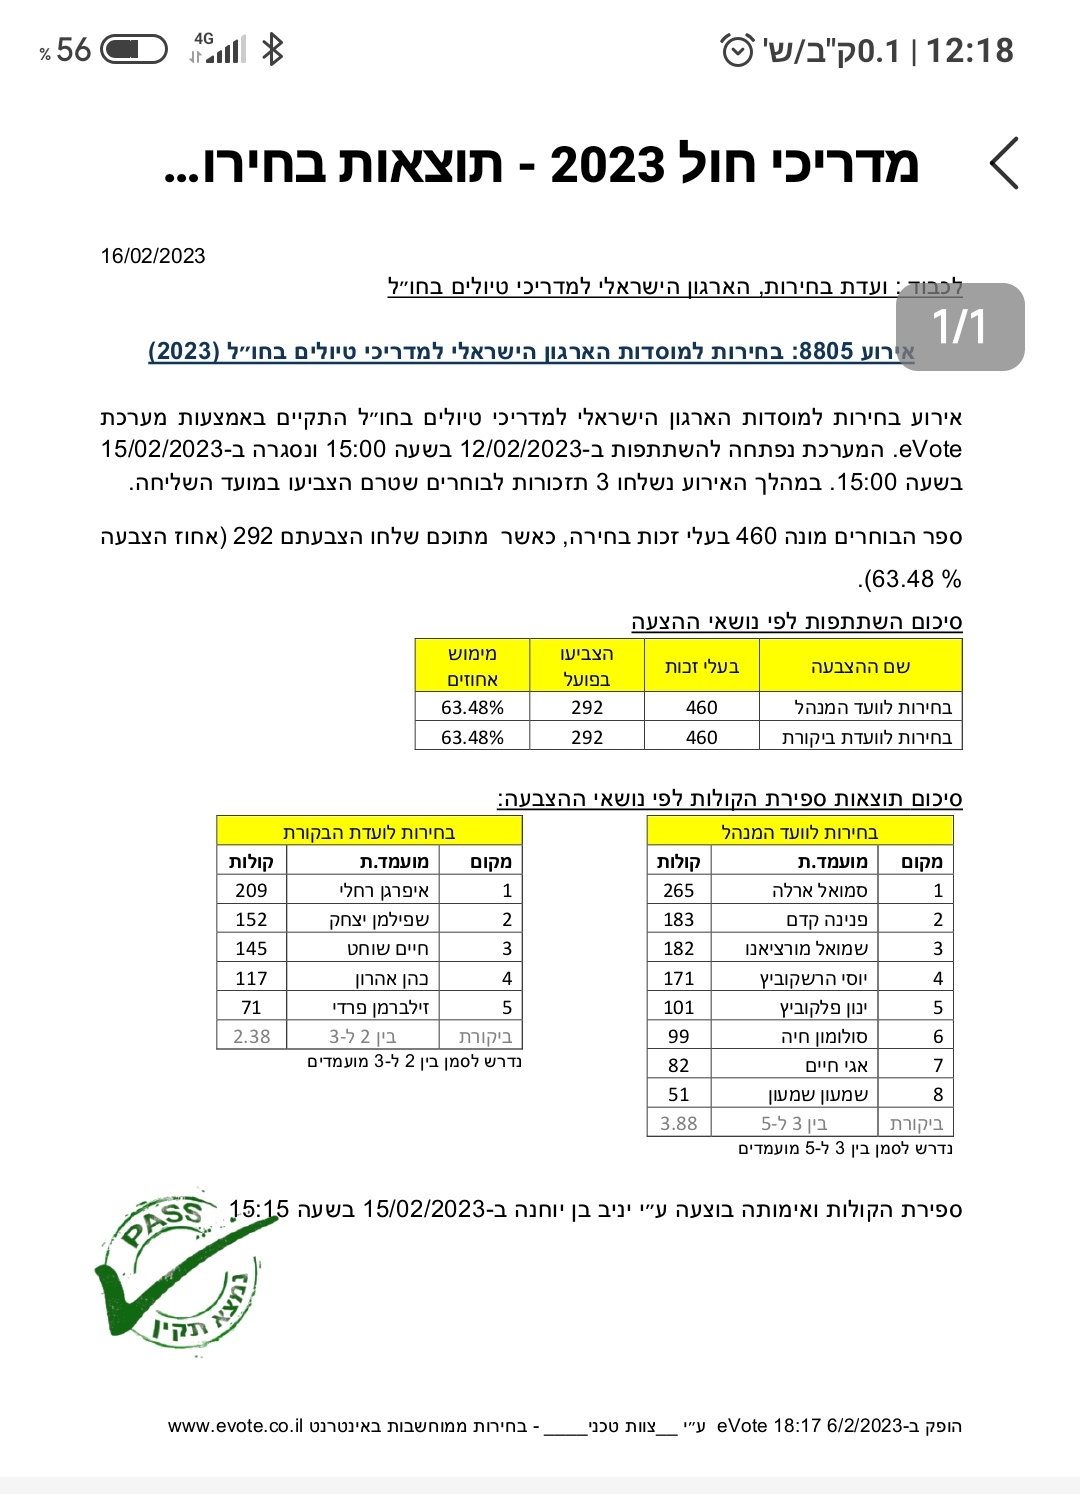 12:18 | 0.1ק"ב/ש'
4G
56 %
מדריכי חול 2023 - תוצאות בחירו...
16/02/2023
לכבוד : ועדת בחירות, הארגון הישראלי למדריכי טיולים בחו״ל
1/1
אירוע 8805: בחירות למוסדות הארגון הישראלי למדריכי טיולים בחו״ל (2023)
אירוע בחירות למוסדות הארגון הישראלי למדריכי טיולים בחו״ל התקיים באמצעות מערכת
eVote. המערכת נפתחה להשתתפות ב-12/02/2023 בשעה 15:00 ונסגרה ב-15/02/2023
בשעה 15:00. במהלך האירוע נשלחו 3 תזכורות לבוחרים שטרם הצביעו במועד השליחה.
ספר הבוחרים מונה 460 בעלי זכות בחירה, כאשר מתוכם שלחו הצבעתם 292 (אחוז הצבעה
63.48 %).
סיכום השתתפות לפי נושאי ההצעה
שם ההצבעה בעלי זכות הצביעו בפועל מימוש אחוזים
בחירות לוועד המנהל 460 292 63.48%
בחירות לוועדת ביקורת 460 292 63.48%
סיכום תוצאות ספירת הקולות לפי נושאי ההצבעה:
בחירות לוועד המנהל
מקום מועמד.ת קולות
1 סמואל ארלה 265
2 פנינה קדם 183
3 שמואל מורציאנו 182
4 יוסי הרשקוביץ 171
5 ינון פלקוביץ 101
6 סולומון חיה 99
7 אגי חיים 82
8 שמעון שמעון 51
ביקורת בין 3 ל-5 3.88
נדרש לסמן בין 3 ל-5 מועמדים
בחירות לועדת הבקורת
מקום מועמד.ת קולות
1 איפרגן רחלי 209
2 שפילמן יצחק 152
3 חיים שוחט 145
4 כהן אהרון 117
5 זילברמן פרדי 71
ביקורת בין 2 ל-3 2.38
נדרש לסמן בין 2 ל-3 מועמדים
ספירת הקולות ואימותה בוצעה ע״י יניב בן יוחנה ב-15/02/2023 בשעה 15:15
PASS
נמצא תקין
הופק ב-6/2/2023 18:17 eVote ע״י __צוות טכני____ - בחירות ממוחשבות באינטרנט www.evote.co.il